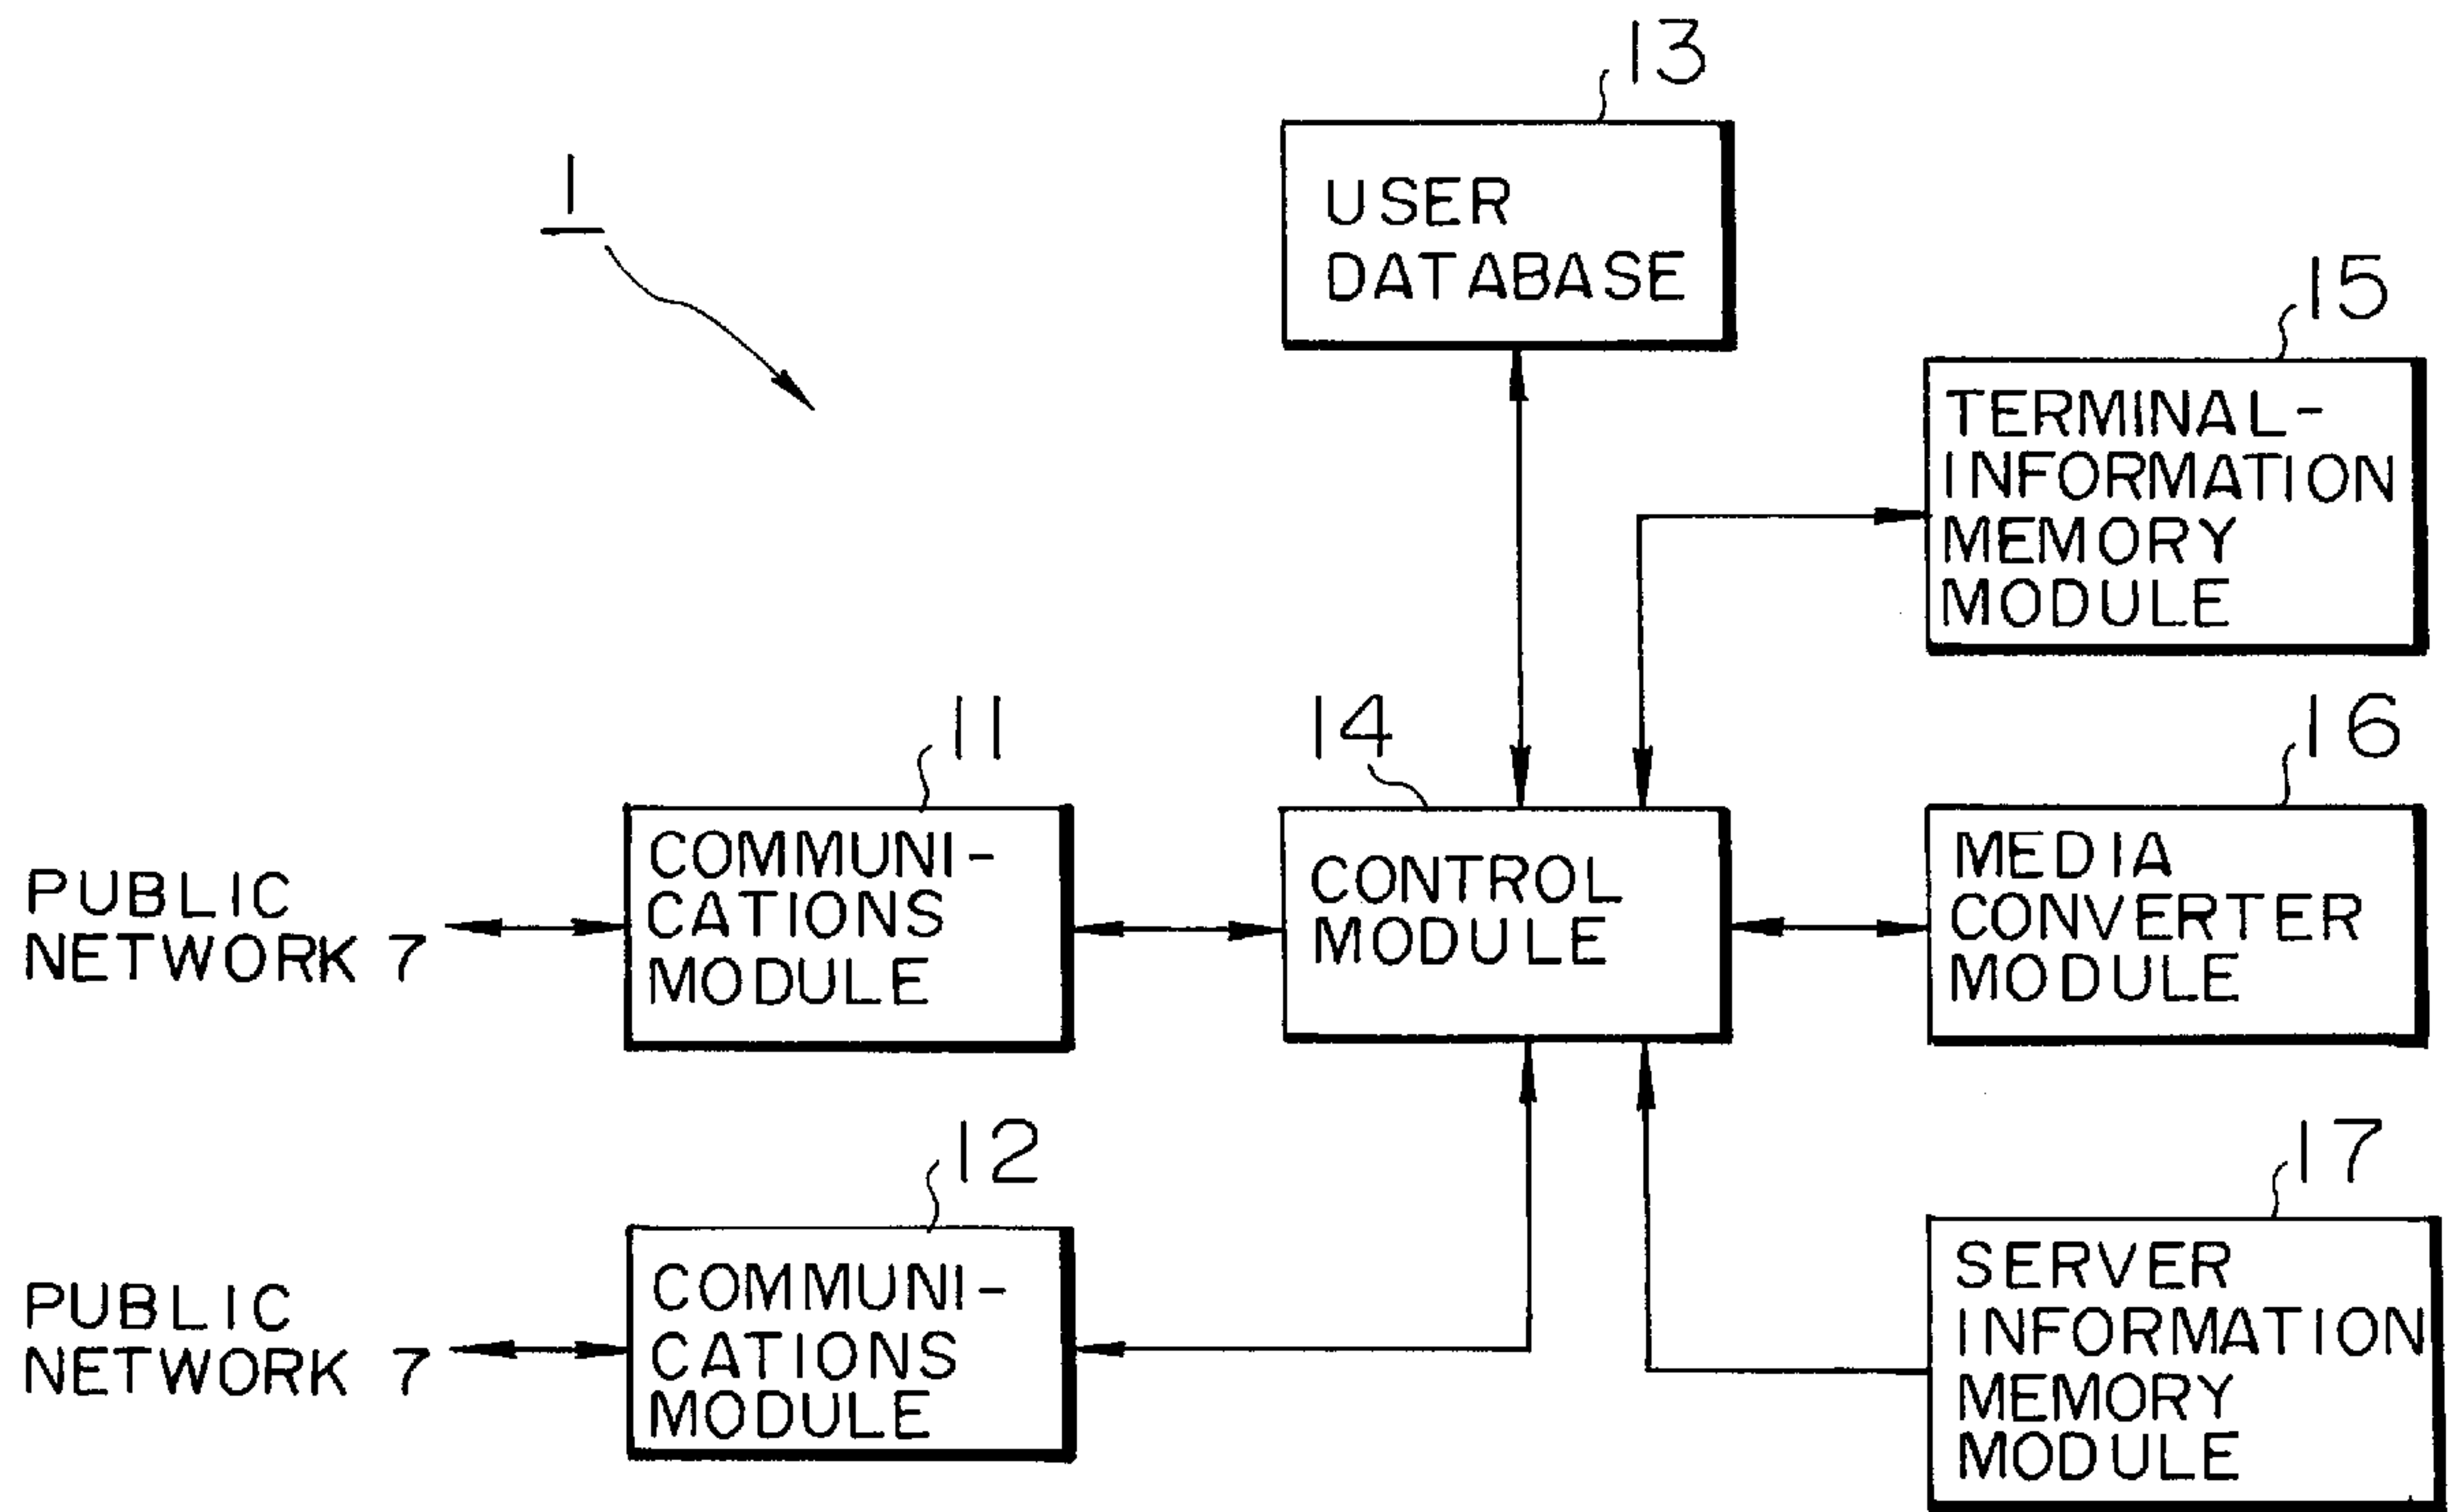 13
1
USER
DATABASE
15
TERMINAL-
INFORMATION
MEMORY
MODULE
11
COMMUNI-
CATIONS
MODULE
PUBLIC
NETWORK 7
14
CONTROL
MODULE
16
MEDIA
CONVERTER
MODULE
12
COMMUNI-
CATIONS
MODULE
PUBLIC
NETWORK 7
17
SERVER
INFORMATION
MEMORY
MODULE